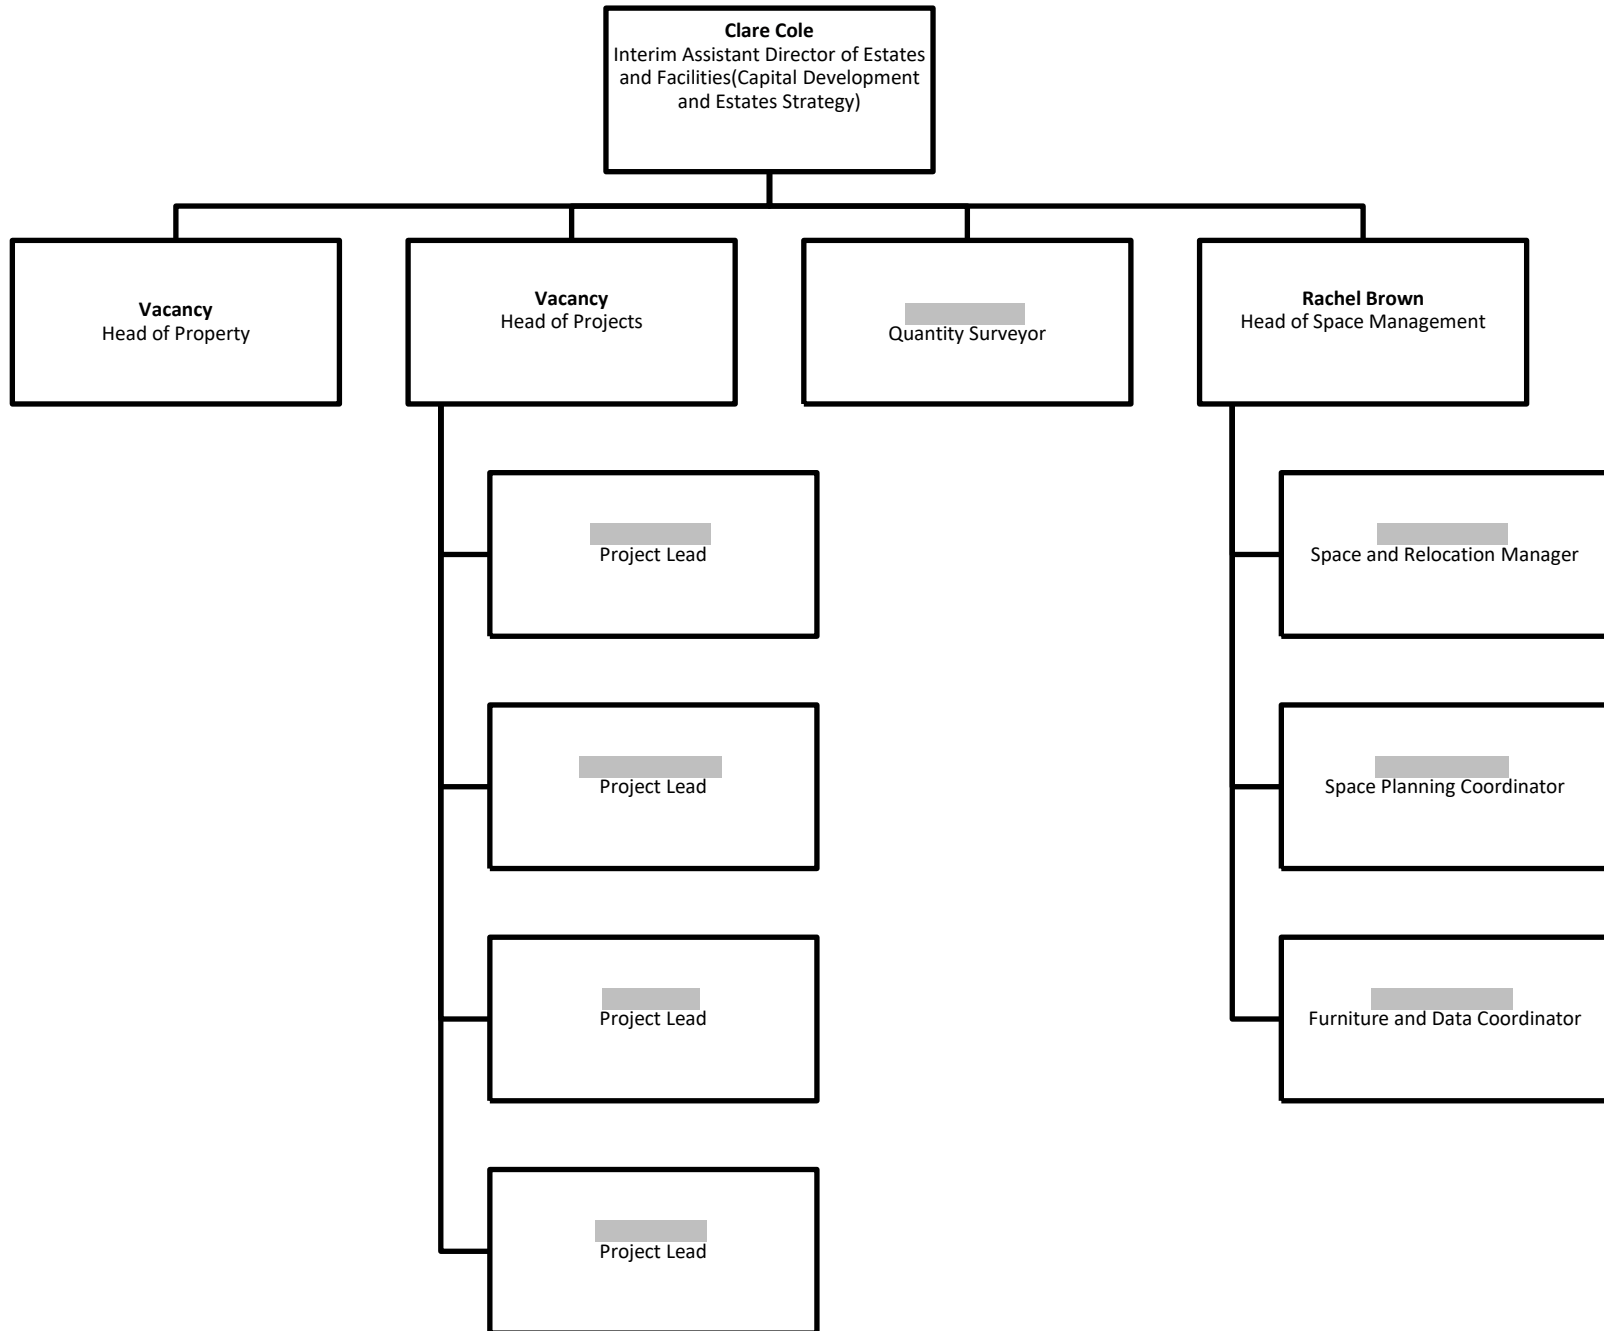 Clare Cole
Interim Assistant Director of Estates
and Facilities(Capital Development
and Estates Strategy)
Vacancy
Head of Property
Vacancy
Head of Projects
Quantity Surveyor
Rachel Brown
Head of Space Management
Project Lead
Space and Relocation Manager
Project Lead
Space Planning Coordinator
Project Lead
Furniture and Data Coordinator
Project Lead